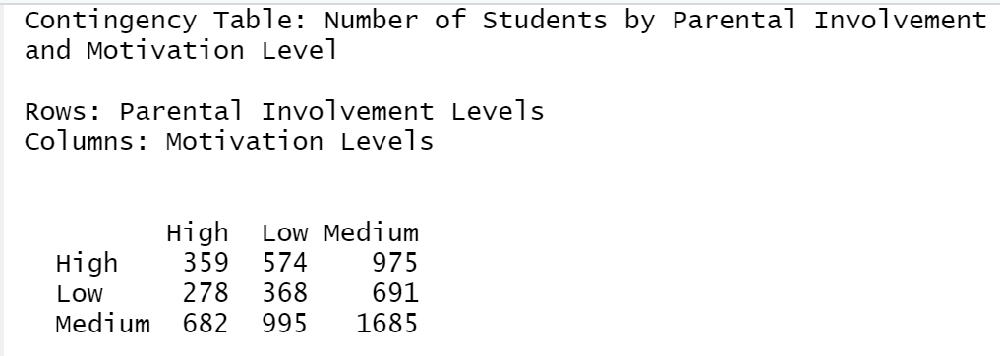 Contingency Table: Number of Students by Parental Involvement
and Motivation Level
Rows: Parental Involvement Levels
Columns: Motivation Levels
High Low Medium
High 359 574 975
Low 278 368 691
Medium 682 995 1685